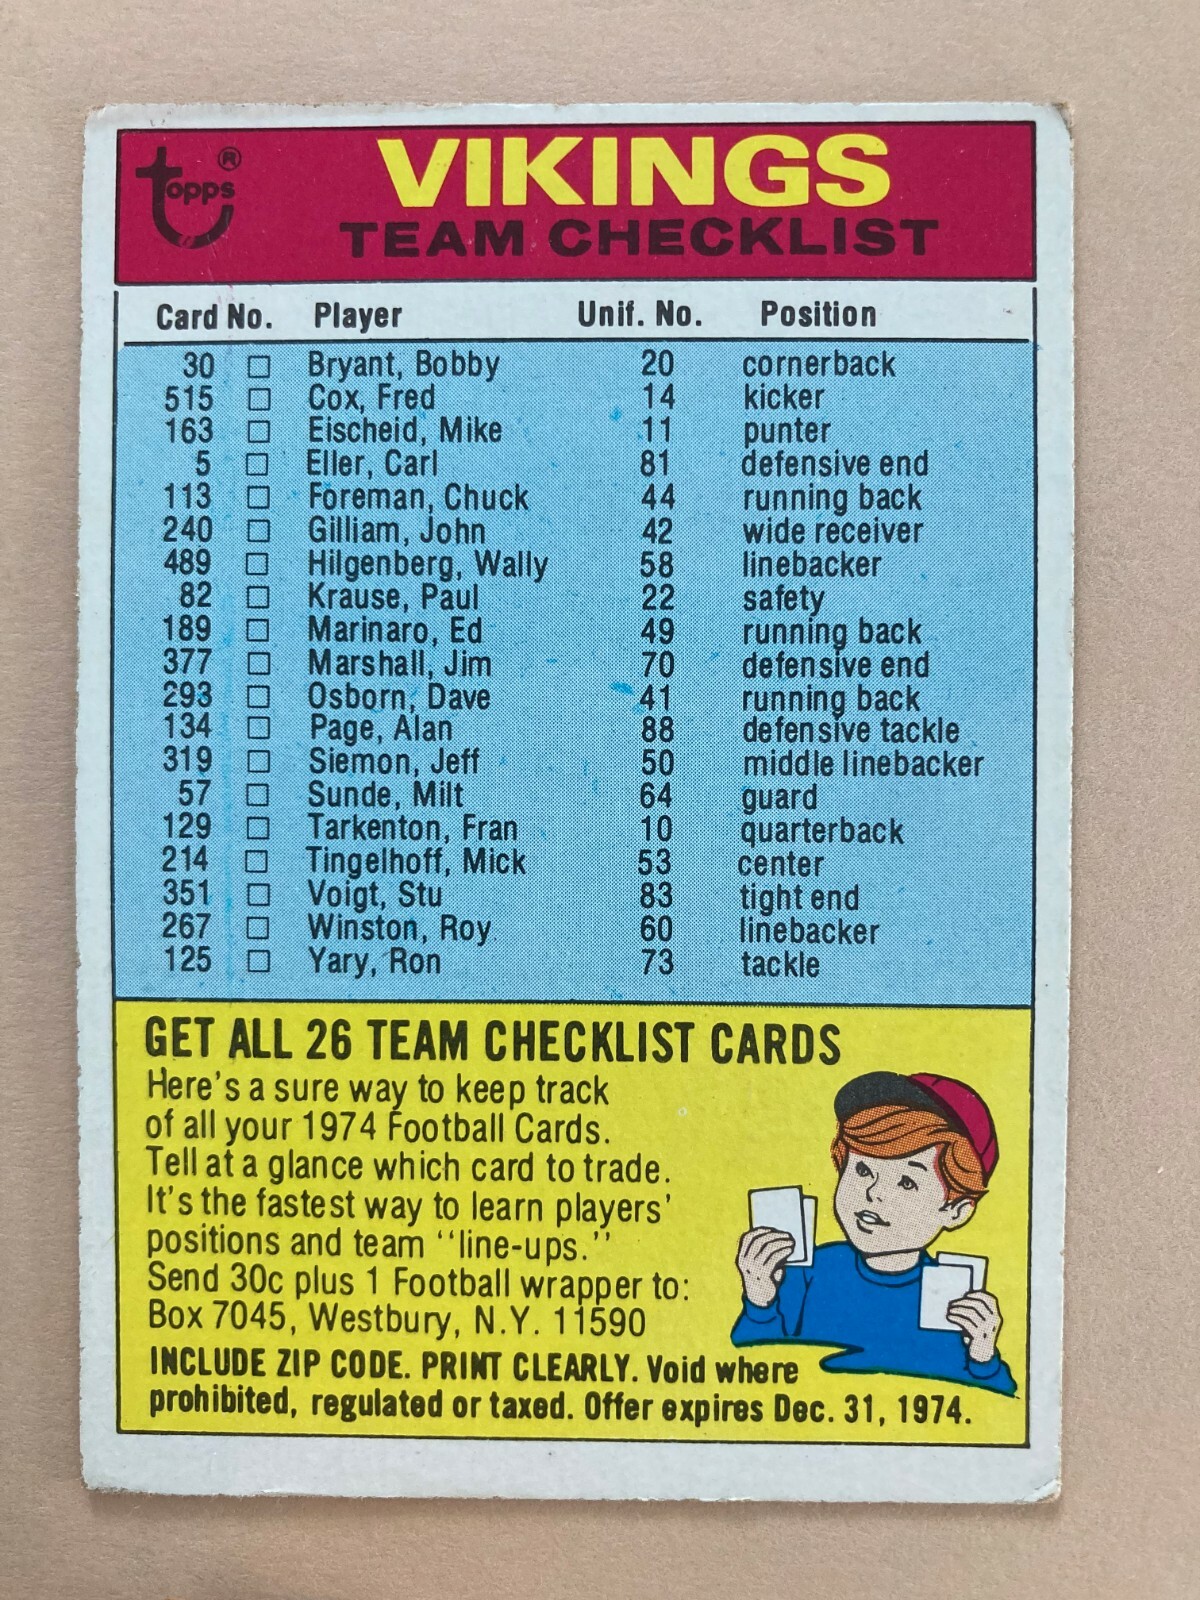 topps ®
VIKINGS
TEAM CHECKLIST
Card No. Player Unif. No. Position
30 □ Bryant, Bobby 20 cornerback
515 □ Cox, Fred 14 kicker
163 □ Eischeid, Mike 11 punter
5 □ Eller, Carl 81 defensive end
113 □ Foreman, Chuck 44 running back
240 □ Gilliam, John 42 wide receiver
489 □ Hilgenberg, Wally 58 linebacker
82 □ Krause, Paul 22 safety
189 □ Marinaro, Ed 49 running back
377 □ Marshall, Jim 70 defensive end
293 □ Osborn, Dave 41 running back
134 □ Page, Alan 88 defensive tackle
319 □ Siemon, Jeff 50 middle linebacker
57 □ Sunde, Milt 64 guard
129 □ Tarkenton, Fran 10 quarterback
214 □ Tingelhoff, Mick 53 center
351 □ Voigt, Stu 83 tight end
267 □ Winston, Roy 60 linebacker
125 □ Yary, Ron 73 tackle
GET ALL 26 TEAM CHECKLIST CARDS
Here's a sure way to keep track
of all your 1974 Football Cards.
Tell at a glance which card to trade.
It's the fastest way to learn players'
positions and team "line-ups."
Send 30c plus 1 Football wrapper to:
Box 7045, Westbury, N.Y. 11590
INCLUDE ZIP CODE. PRINT CLEARLY. Void where
prohibited, regulated or taxed. Offer expires Dec. 31, 1974.